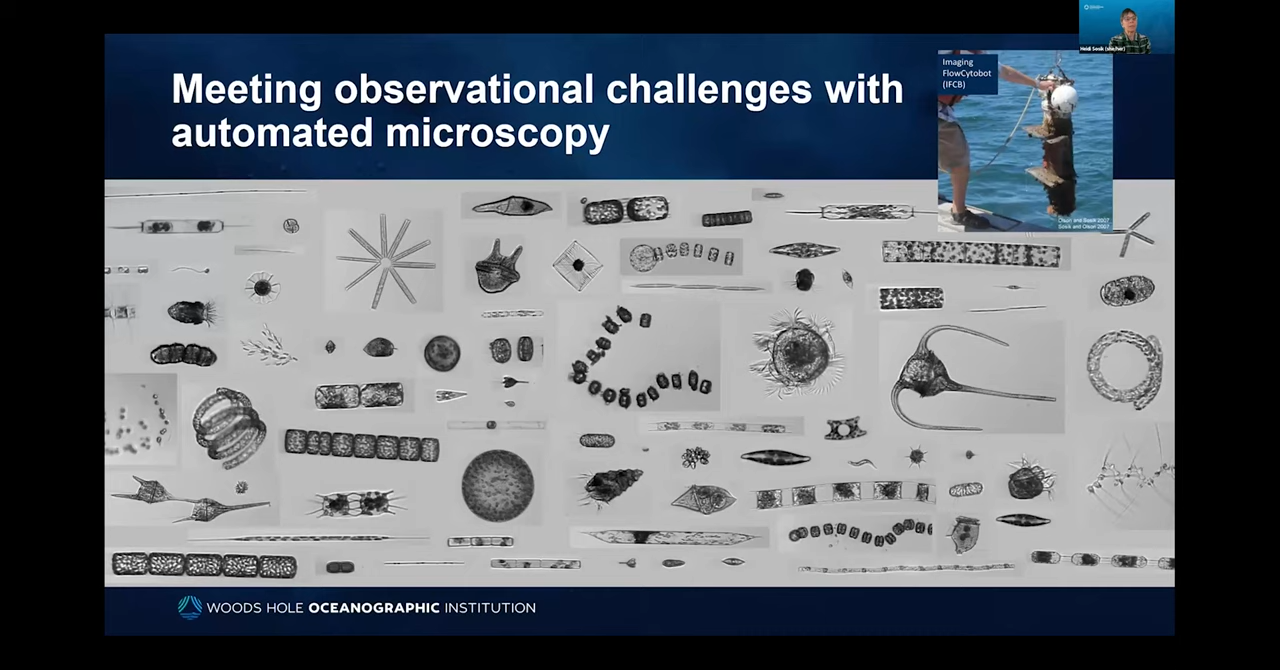 Meeting observational challenges with
automated microscopy
Imaging
FlowCytobot
(IFCB)
Heidi Sosik (she/her)
Olson and Sosik 2007
Sosik and Olson 2007
WOODS HOLE OCEANOGRAPHIC INSTITUTION